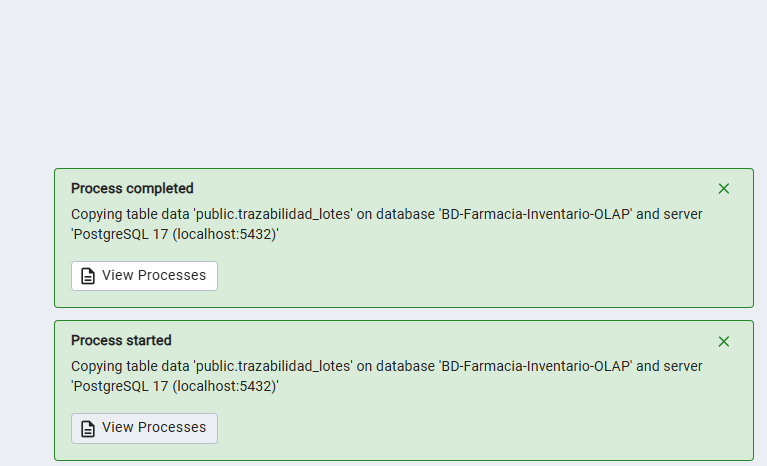 Process completed
Copying table data 'public.trazabilidad_lotes' on database 'BD-Farmacia-Inventario-OLAP' and server
'PostgreSQL 17 (localhost:5432)'
View Processes
Process started
Copying table data 'public.trazabilidad_lotes' on database 'BD-Farmacia-Inventario-OLAP' and server
'PostgreSQL 17 (localhost:5432)'
View Processes